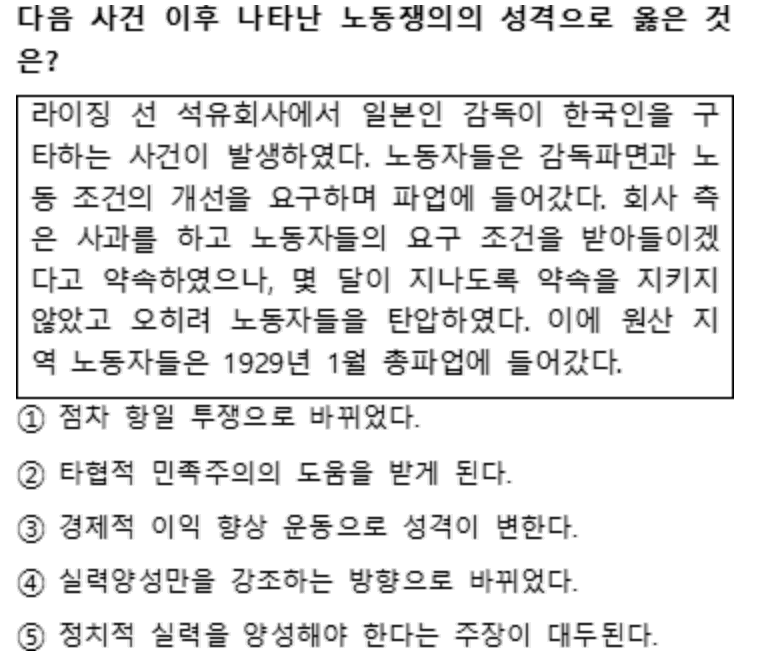 다음 사건 이후 나타난 노동쟁의의 성격으로 옳은 것
은?
라이징 선 석유회사에서 일본인 감독이 한국인을 구
타하는 사건이 발생하였다. 노동자들은 감독파면과 노
동 조건의 개선을 요구하며 파업에 들어갔다. 회사 측
은 사과를 하고 노동자들의 요구 조건을 받아들이겠
다고 약속하였으나, 몇 달이 지나도록 약속을 지키지
않았고 오히려 노동자들을 탄압하였다. 이에 원산 지
역 노동자들은 1929년 1월 총파업에 들어갔다.
① 점차 항일 투쟁으로 바뀌었다.
② 타협적 민족주의의 도움을 받게 된다.
③ 경제적 이익 향상 운동으로 성격이 변한다.
④ 실력양성만을 강조하는 방향으로 바뀌었다.
⑤ 정치적 실력을 양성해야 한다는 주장이 대두된다.